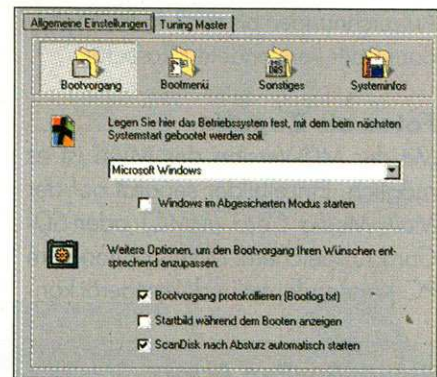 Allgemeine Einstellungen Tuning Master
Bootvorgang Bootmenü Sonstiges Systeminfos
Legen Sie hier das Betriebssystem fest, mit dem beim nächsten
Systemstart gebootet werden soll.
Microsoft Windows
Windows im Abgesicherten Modus starten
Weitere Optionen, um den Bootvorgang Ihren Wünschen ent-
sprechend anzupassen.
Bootvorgang protokollieren (Bootlog.txt)
Startbild während dem Booten anzeigen
ScanDisk nach Absturz automatisch starten